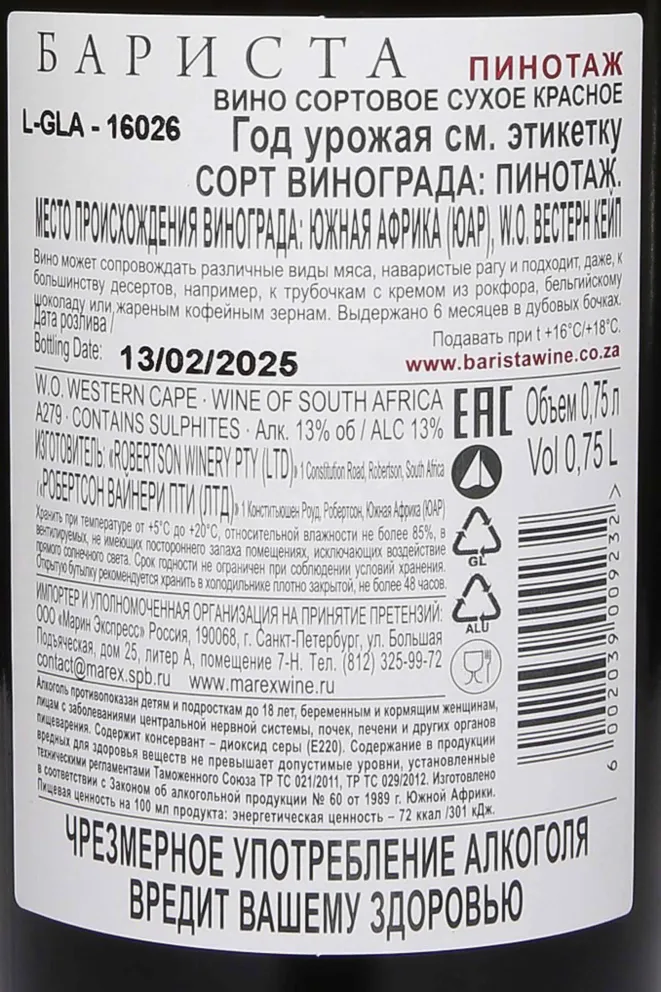 БАРИСТА
ПИНОТАЖ
ВИНО СОРТОВОЕ СУХОЕ КРАСНОЕ
L-GLA - 16026
Год урожая см. этикетку
СОРТ ВИНОГРАДА: ПИНОТАЖ.
МЕСТО ПРОИСХОЖДЕНИЯ ВИНОГРАДА: ЮЖНАЯ АФРИКА (ЮАР), W.O. ВЕСТЕРН КЕЙП
Вино может сопровождать различные виды мяса, наваристые рагу и подходит, даже, к
большинству десертов, например, к трубочкам с кремом из рокфора, бельгийскому
шоколаду или жареным кофейным зернам. Выдержано 6 месяцев в дубовых бочках.
Дата розлива /
Bottling Date: 13/02/2025
Подавать при t +16°C/+18°C.
www.baristawine.co.za
W.O. WESTERN CAPE · WINE OF SOUTH AFRICA
A279 · CONTAINS SULPHITES · Алк. 13% об / ALC 13%
EAC
Объем 0,75 л
Vol 0,75 L
ИЗГОТОВИТЕЛЬ: «ROBERTSON WINERY PTY (LTD)» 1 Constitution Road, Robertson, South Africa
/«РОБЕРТСОН ВАЙНЕРИ ПТИ (ЛТД)» 1 Конститьюшен Роуд, Робертсон, Южная Африка (ЮАР)
Хранить при температуре от +5°C до +20°C, относительной влажности не более 85%, в
вентилируемых, не имеющих постороннего запаха помещениях, исключающих воздействие
прямого солнечного света. Срок годности не ограничен при соблюдении условий хранения.
Открытую бутылку рекомендуется хранить в холодильнике плотно закрытой, не более 48 часов.
GL
ALU
ИМПОРТЕР И УПОЛНОМОЧЕННАЯ ОРГАНИЗАЦИЯ НА ПРИНЯТИЕ ПРЕТЕНЗИЙ:
ООО «Марин Экспресс» Россия, 190068, г. Санкт-Петербург, ул. Большая
Подъяческая, дом 25, литер А, помещение 7-Н. Тел. (812) 325-99-72
contact@marex.spb.ru www.marexwine.ru
6 002039 009232 >
Алкоголь противопоказан детям и подросткам до 18 лет, беременным и кормящим женщинам,
лицам с заболеваниями центральной нервной системы, почек, печени и других органов
пищеварения. Содержит консервант – диоксид серы (Е220). Содержание в продукции
вредных для здоровья веществ не превышает допустимые уровни, установленные
техническими регламентами Таможенного Союза ТР ТС 021/2011, ТР ТС 029/2012. Изготовлено
в соответствии с Законом об алкогольной продукции № 60 от 1989 г. Южной Африки.
Пищевая ценность на 100 мл продукта: энергетическая ценность – 72 ккал /301 кДж.
ЧРЕЗМЕРНОЕ УПОТРЕБЛЕНИЕ АЛКОГОЛЯ
ВРЕДИТ ВАШЕМУ ЗДОРОВЬЮ